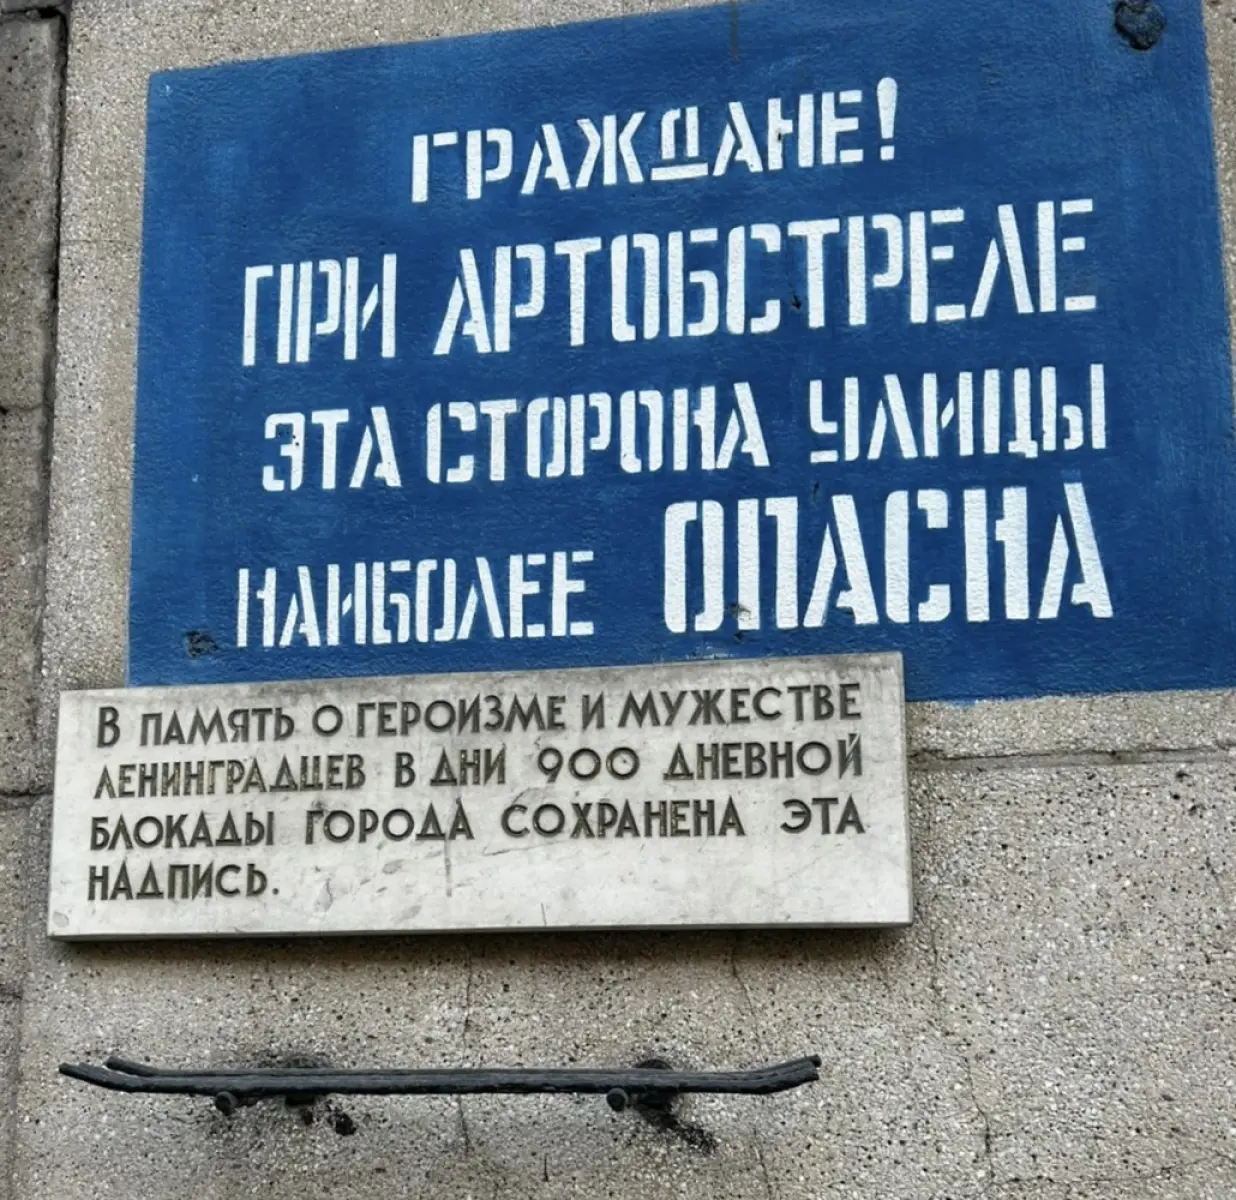 ГРАЖДАНЕ!
ПРИ АРТОБСТРЕЛЕ
ЭТА СТОРОНА УЛИЦЫ
НАИБОЛЕЕ ОПАСНА
В ПАМЯТЬ О ГЕРОИЗМЕ И МУЖЕСТВЕ
ЛЕНИНГРАДЦЕВ В ДНИ 900 ДНЕВНОЙ
БЛОКАДЫ ГОРОДА СОХРАНЕНА ЭТА
НАДПИСЬ.